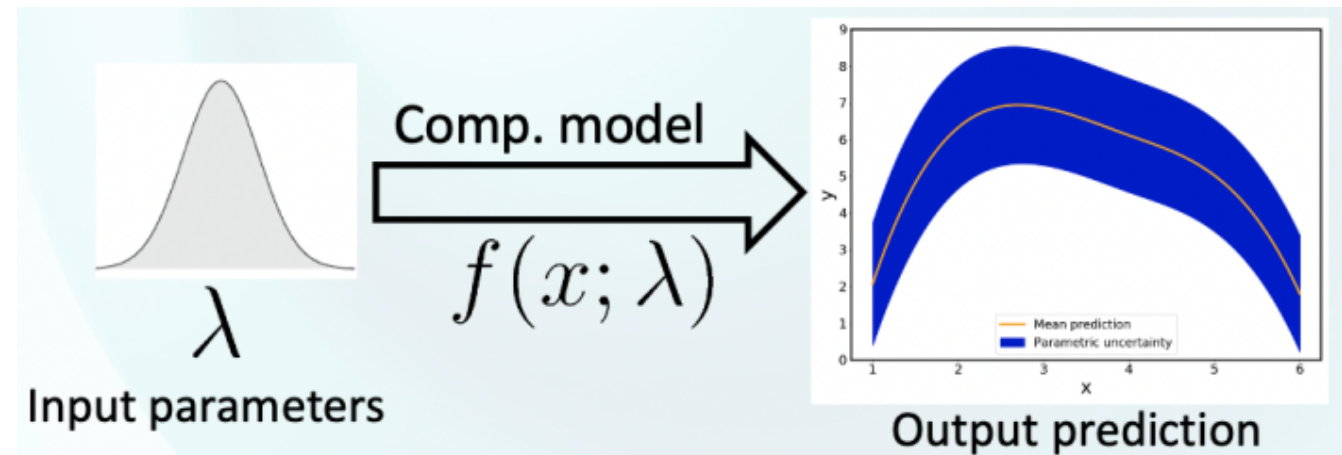 λ
Input parameters
Comp. model
f(x; λ)
9
8
7
6
5
4
3
2
1
0
y
Mean prediction
Parametric uncertainty
1 2 3 4 5 6
x
Output prediction